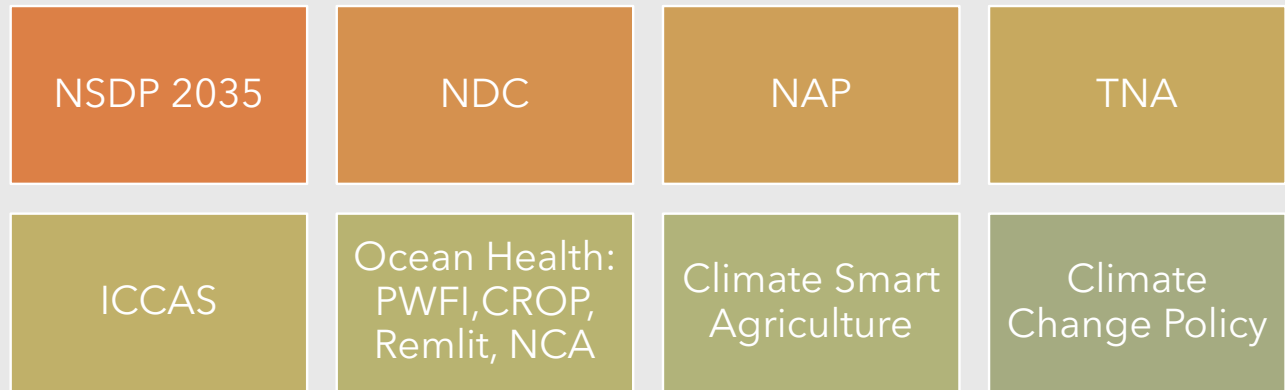 NSDP 2035
NDC
NAP
TNA
ICCAS
Ocean Health:
PWFI,CROP,
Remlit, NCA
Climate Smart
Agriculture
Climate
Change Policy